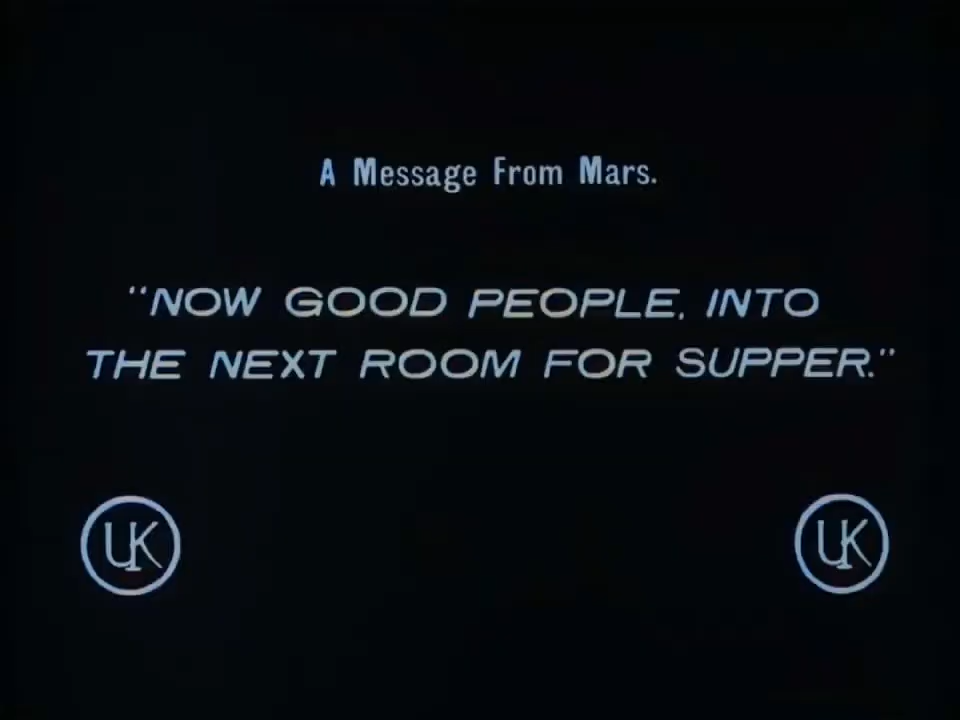 A Message From Mars.
"NOW GOOD PEOPLE, INTO
THE NEXT ROOM FOR SUPPER."
UK
UK